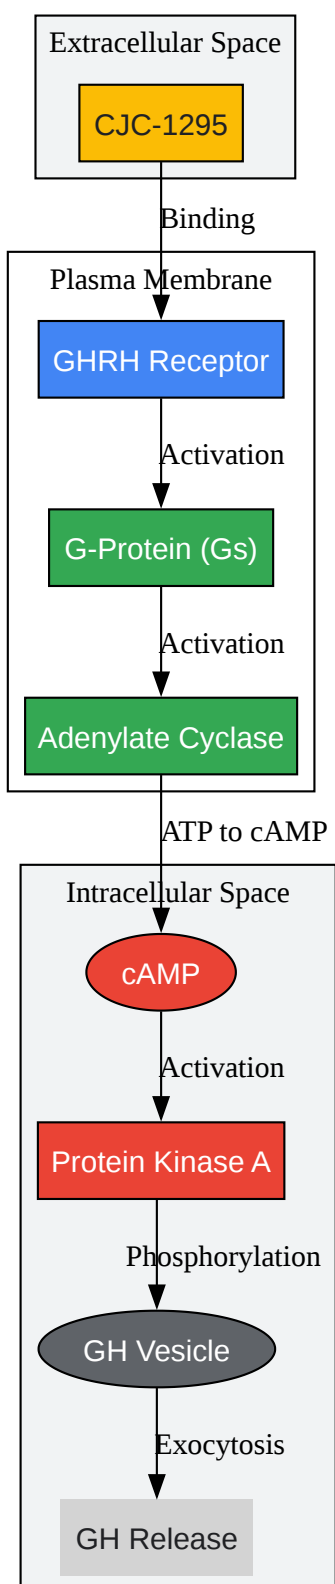 Extracellular Space
CJC-1295
Binding
Plasma Membrane
GHRH Receptor
Activation
G-Protein (Gs)
Activation
Adenylate Cyclase
ATP to cAMP
Intracellular Space
cAMP
Activation
Protein Kinase A
Phosphorylation
GH Vesicle
Exocytosis
GH Release